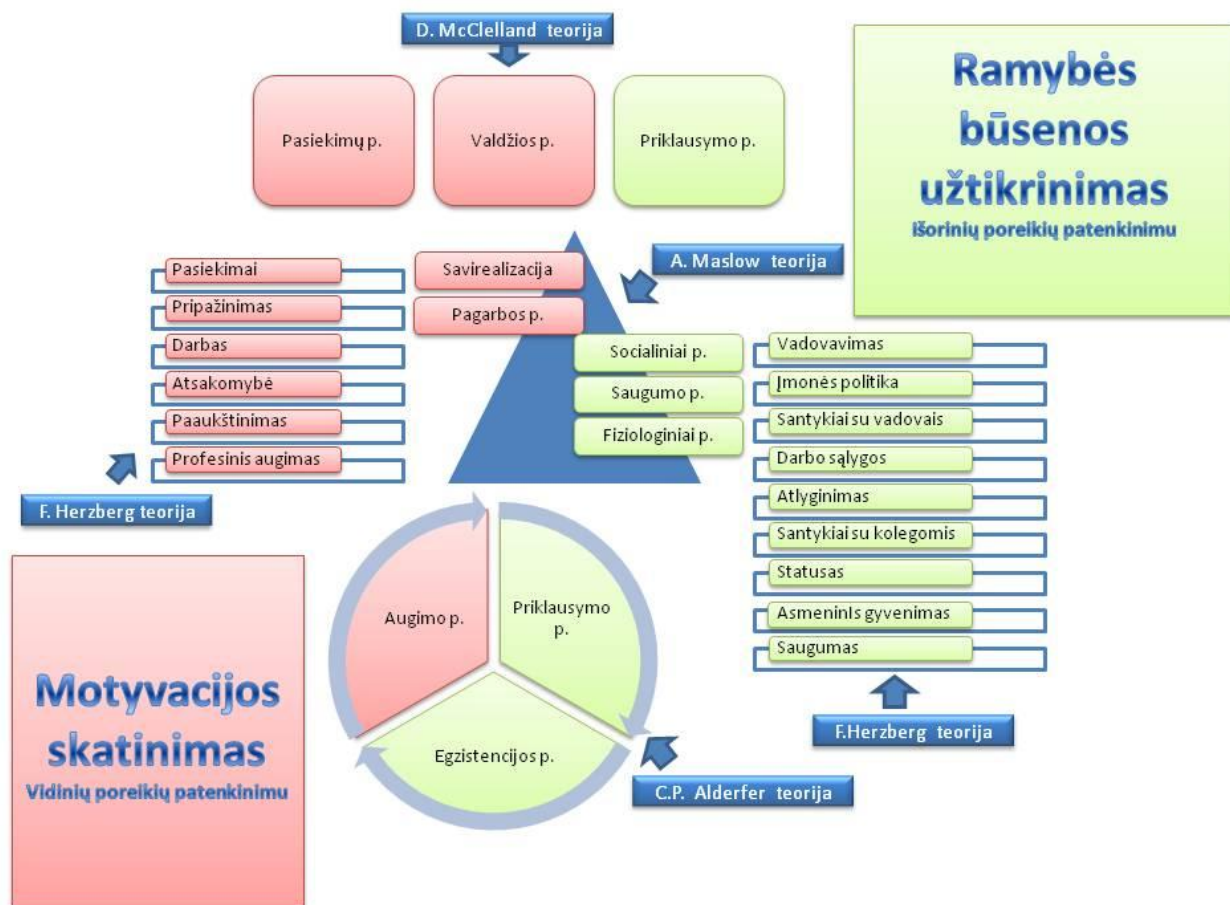 D. McClelland teorija
Pasiekimų p.
Valdžios p.
Priklausymo p.
Ramybės
būsenos
užtikrinimas
Išorinių poreikių patenkinimu
A. Maslow teorija
Savirealizacija
Pagarbos p.
Socialiniai p.
Saugumo p.
Fiziologiniai p.
Pasiekimai
Pripažinimas
Darbas
Atsakomybė
Paaukštinimas
Profesinis augimas
F. Herzberg teorija
Vadovavimas
Įmonės politika
Santykiai su vadovais
Darbo sąlygos
Atlyginimas
Santykiai su kolegomis
Statusas
AsmeninIs gyvenimas
Saugumas
F.Herzberg teorija
Augimo p.
Priklausymo
p.
Egzistencijos p.
C.P. Alderfer teorija
Motyvacijos
skatinimas
Vidinių poreikių patenkinimu